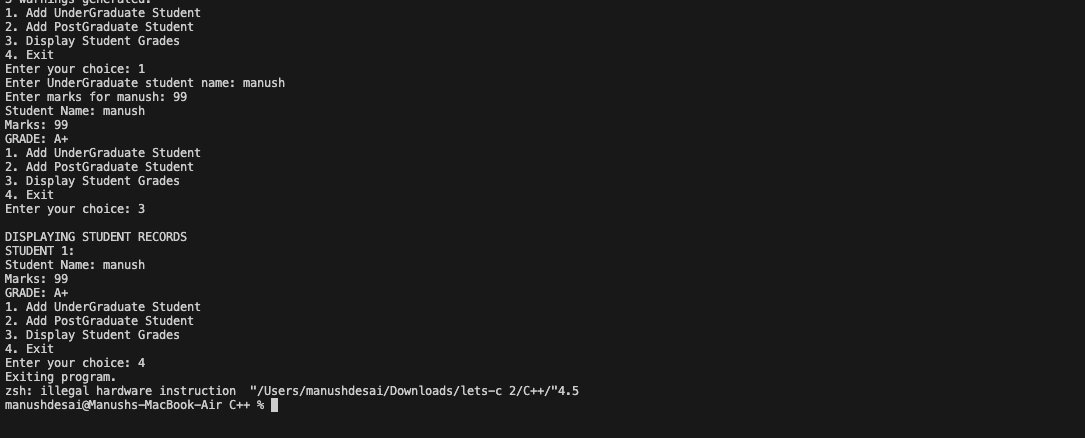 3 warnings generated.
1. Add UnderGraduate Student
2. Add PostGraduate Student
3. Display Student Grades
4. Exit
Enter your choice: 1
Enter UnderGraduate student name: manush
Enter marks for manush: 99
Student Name: manush
Marks: 99
GRADE: A+
1. Add UnderGraduate Student
2. Add PostGraduate Student
3. Display Student Grades
4. Exit
Enter your choice: 3
DISPLAYING STUDENT RECORDS
STUDENT 1:
Student Name: manush
Marks: 99
GRADE: A+
1. Add UnderGraduate Student
2. Add PostGraduate Student
3. Display Student Grades
4. Exit
Enter your choice: 4
Exiting program.
zsh: illegal hardware instruction  "/Users/manushdesai/Downloads/lets-c 2/C++/"4.5
manushdesai@Manushs-MacBook-Air C++ %